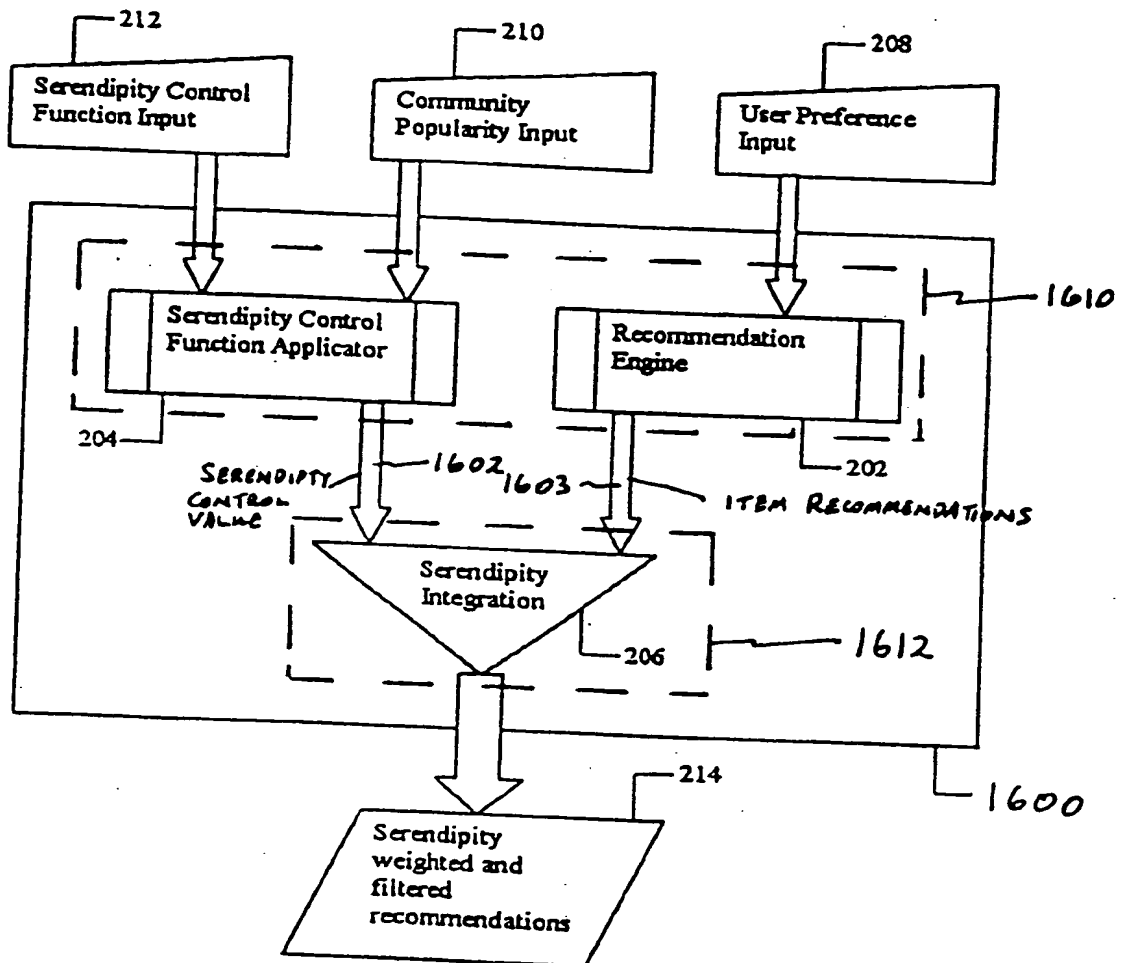 212
210
208
Serendipity Control
Function Input
Community
Popularity Input
User Preference
Input
1610
Serendipity Control
Function Applicator
Recommendation
Engine
204
202
1602
1603
SERENDIPTY
CONTROL
VALUE
ITEM RECOMMENDATIONS
Serendipity
Integration
206
1612
214
1600
Serendipity
weighted and
filtered
recommendations